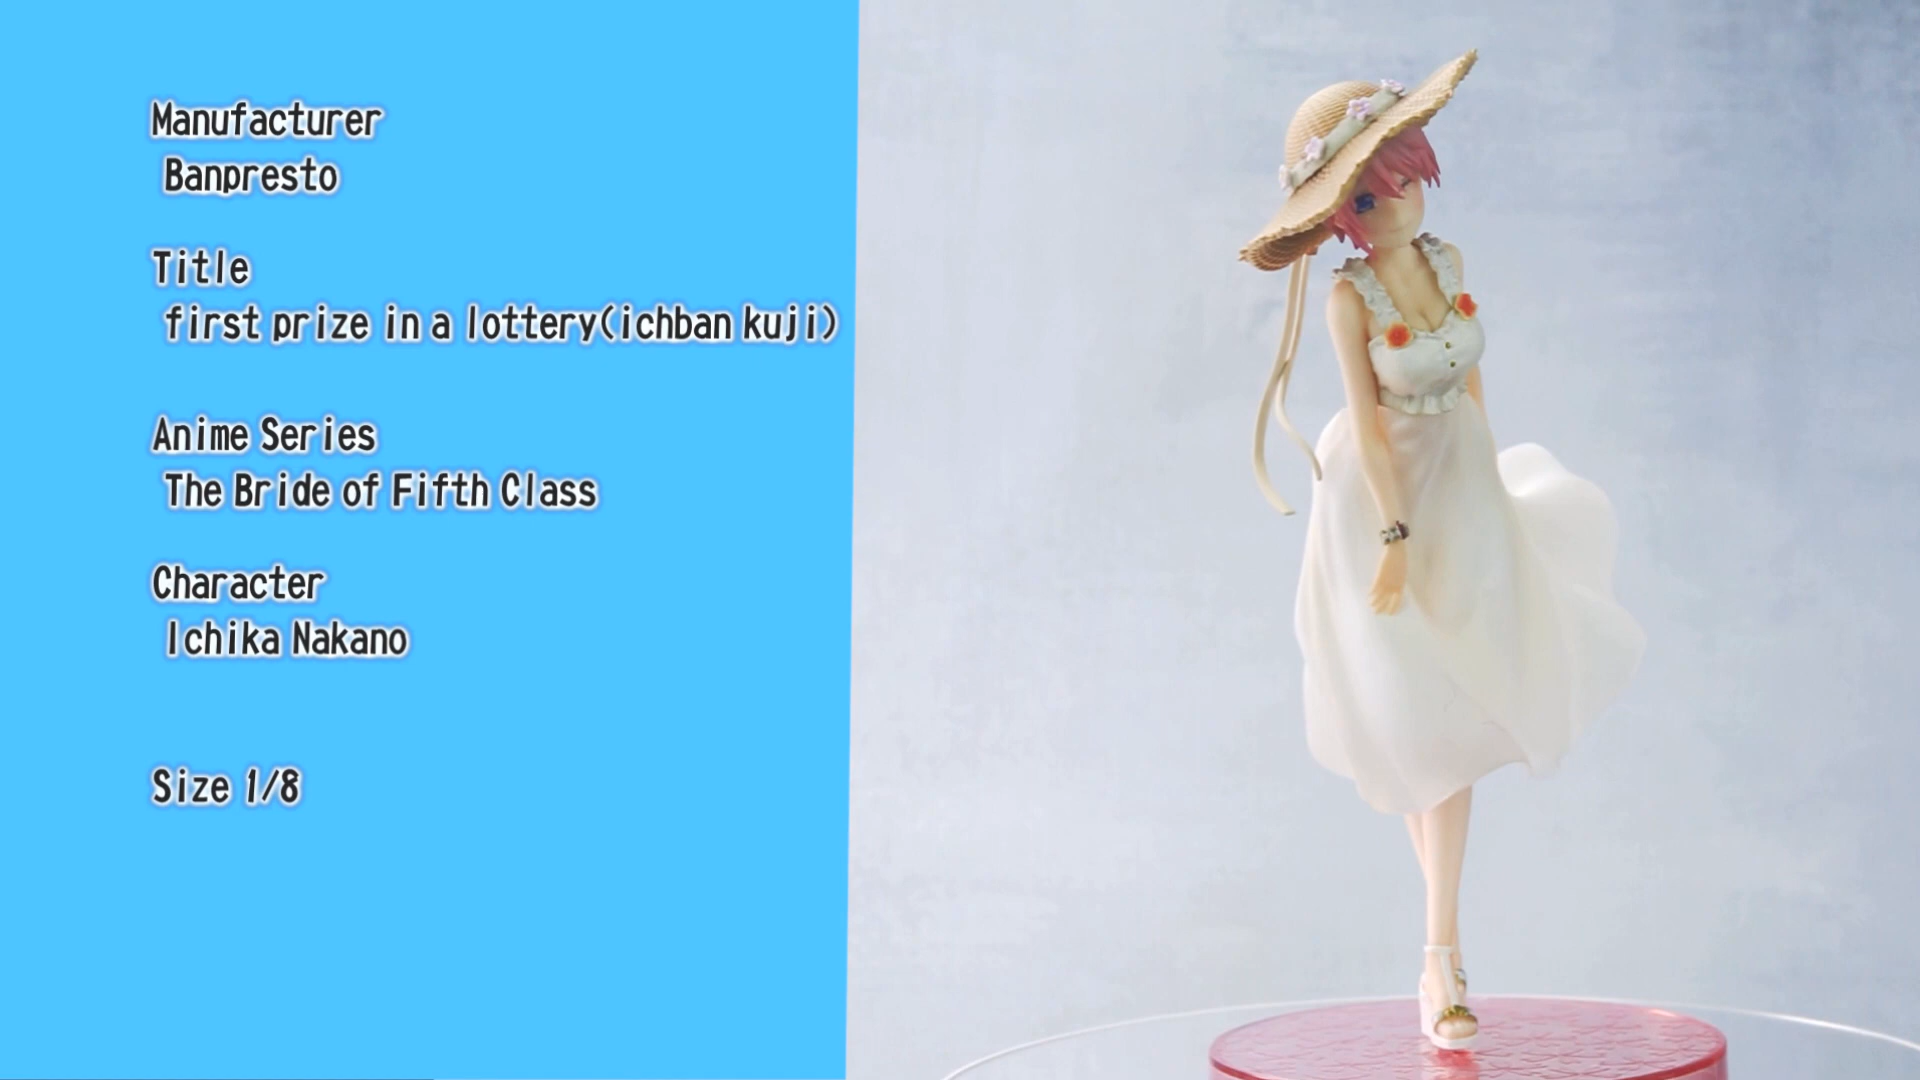 Manufacturer
Banpresto
Title
first prize in a lottery(ichban kuji)
Anime Series
The Bride of Fifth Class
Character
Ichika Nakano
Size 1/8